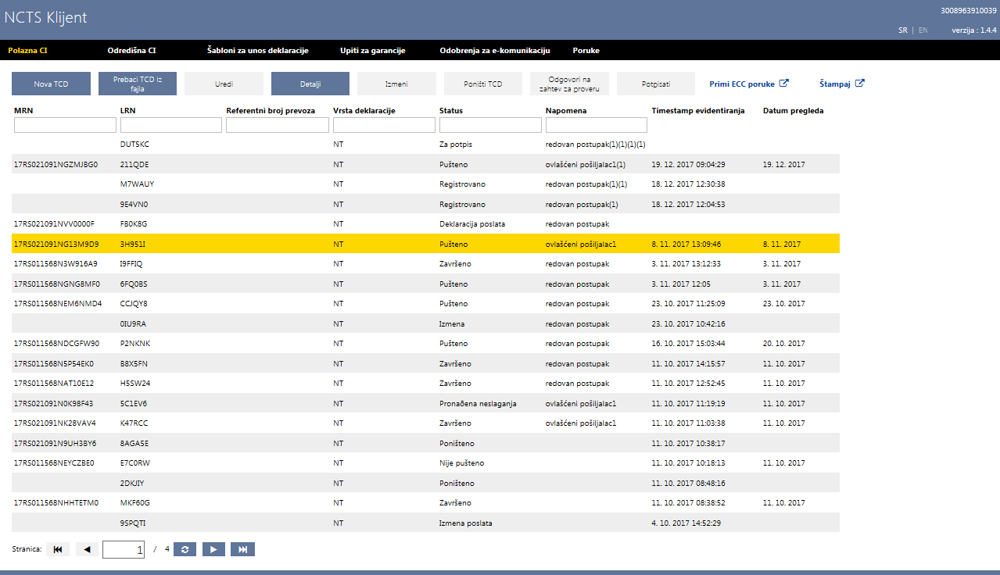 NCTS Klijent
3008963910039
SR | EN verzija : 1.4.4
Polazna CI Odredišna CI Šabloni za unos deklaracije Upiti za garancije Odobrenja za e-komunikaciju Poruke
Nova TCD Prebaci TCD iz fajla Uredi Detalji Izmeni Poništi TCD Odgovori na zahtev za proveru Potpisati Primi ECC poruke Štampaj
MRN LRN Referentni broj prevoza Vrsta deklaracije Status Napomena Timestamp evidentiranja Datum pregleda
DUT5KC NT Za potpis redovan postupak(1)(1)(1)(1)
17RS021091NGZMJBG0 211QDE NT Pušteno ovlašćeni pošiljalac1(1) 19. 12. 2017 09:04:29 19. 12. 2017
M7WAUY NT Registrovano redovan postupak(1)(1) 18. 12. 2017 12:30:38
9E4VN0 NT Registrovano redovan postupak(1) 18. 12. 2017 12:04:53
17RS021091NVV0000F FB0K8G NT Deklaracija poslata redovan postupak
17RS021091NG13M9D9 3H951I NT Pušteno ovlašćeni pošiljalac1 8. 11. 2017 13:09:46 8. 11. 2017
17RS011568N3W916A9 I9FFIQ NT Završeno redovan postupak 3. 11. 2017 13:12:33 3. 11. 2017
17RS011568NGNG8MF0 6FQ0BS NT Pušteno redovan postupak 3. 11. 2017 12:05 3. 11. 2017
17RS011568NEM6NMD4 CCJQY8 NT Pušteno redovan postupak 23. 10. 2017 11:25:09 23. 10. 2017
0IU9RA NT Izmena redovan postupak 23. 10. 2017 10:42:16
17RS011568NDCGFW90 P2NKNK NT Pušteno redovan postupak 16. 10. 2017 15:03:44 20. 10. 2017
17RS011568N5P54EK0 B8X5FN NT Završeno redovan postupak 11. 10. 2017 14:15:57 11. 10. 2017
17RS011568NAT10E12 H5SW24 NT Završeno redovan postupak 11. 10. 2017 12:52:45 11. 10. 2017
17RS021091N0K98F43 5C1EV6 NT Pronađena neslaganja ovlašćeni pošiljalac1 11. 10. 2017 11:19:19 11. 10. 2017
17RS021091NK28VAV4 K47RCC NT Završeno ovlašćeni pošiljalac1 11. 10. 2017 11:03:38 11. 10. 2017
17RS021091N9UH3BY6 8AGA5E NT Poništeno 11. 10. 2017 10:38:17
17RS011568NEYCZBE0 E7C0RW NT Nije pušteno 11. 10. 2017 10:18:13 11. 10. 2017
2DKJIY NT Poništeno 11. 10. 2017 08:48:16
17RS011568NHHTETM0 MKF60G NT Završeno 11. 10. 2017 08:38:52 11. 10. 2017
9SPQTI NT Izmena poslata 4. 10. 2017 14:52:29
Stranica: 1 / 4